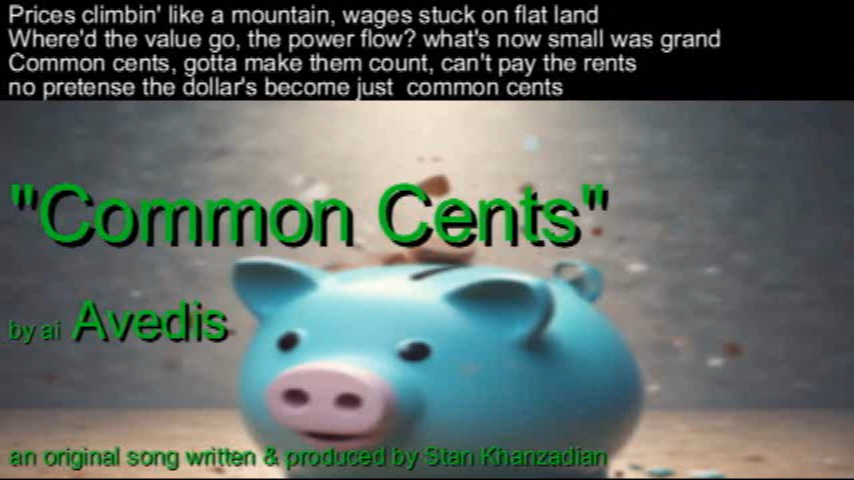 Prices climbin' like a mountain, wages stuck on flat land
Where'd the value go, the power flow? what's now small was grand
Common cents, gotta make them count, can't pay the rents
no pretense the dollar's become just  common cents
"Common Cents"
by ai Avedis
an original song written & produced by Stan Khanzadian